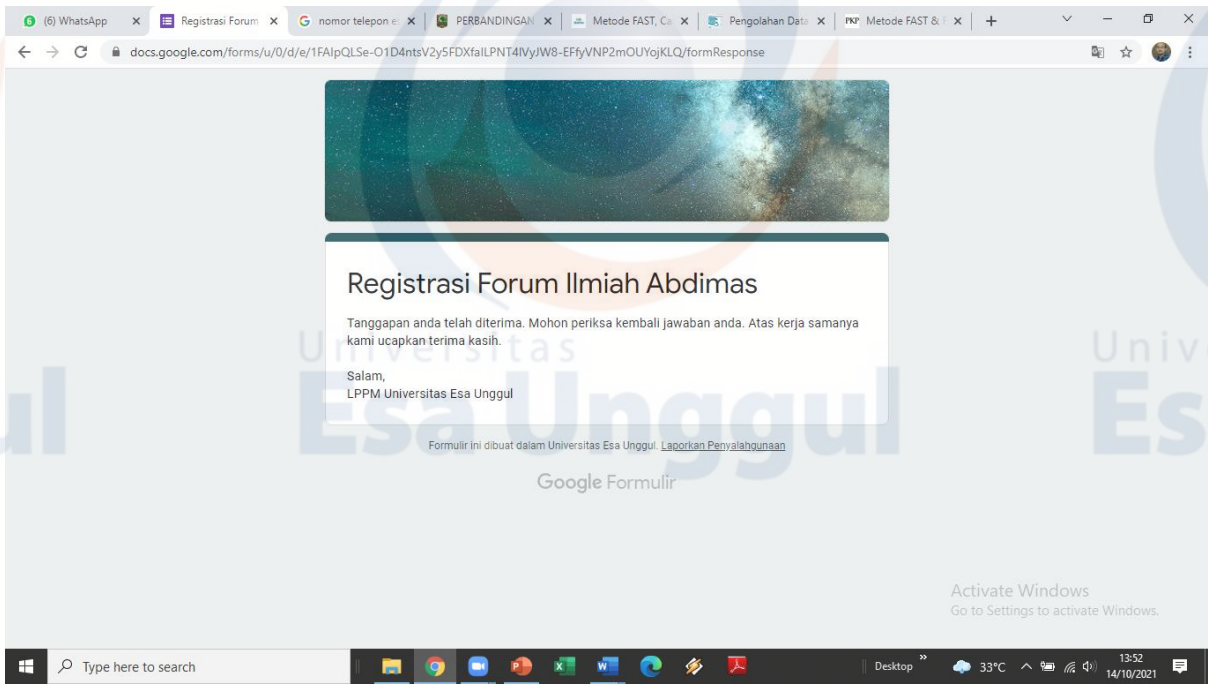 (6) WhatsApp
Registrasi Forum
nomor telepon e
PERBANDINGAN
Metode FAST, Ca
Pengolahan Data
PKP Metode FAST &
docs.google.com/forms/u/0/d/e/1FAIpQLSe-O1D4ntsV2y5FDXfaILPNT4IVyJW8-EFfyVNP2mOUYojKLQ/formResponse
Registrasi Forum Ilmiah Abdimas
Tanggapan anda telah diterima. Mohon periksa kembali jawaban anda. Atas kerja samanya
kami ucapkan terima kasih.
Salam,
LPPM Universitas Esa Unggul
Universitas
Esa Unggul
Univ
Es
ul
Formulir ini dibuat dalam Universitas Esa Unggul. Laporkan Penyalahgunaan
Google Formulir
Activate Windows
Go to Settings to activate Windows.
Type here to search
Desktop
33°C
13:52
14/10/2021